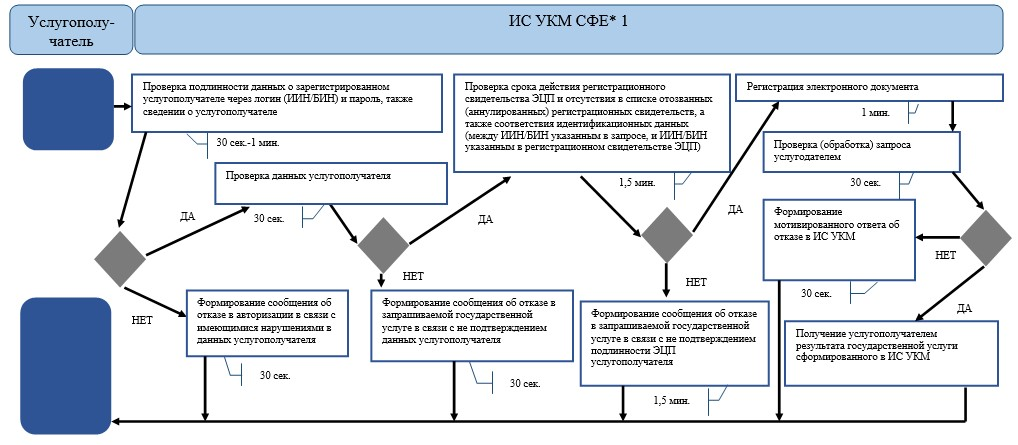 Услугополу-
чатель
ИС УКМ СФЕ* 1
Проверка подлинности данных о зарегистрированном
услугополучателе через логин (ИИН/БИН) и пароль, также
сведении о услугополучателе
30 сек.-1 мин.
Проверка данных услугополучателя
30 сек.
Проверка срока действия регистрационного
свидетельства ЭЦП и отсутствия в списке отозванных
(аннулированных) регистрационных свидетельств, а
также соответствия идентификационных данных
(между ИИН/БИН указанным в запросе, и ИИН/БИН
указанным в регистрационном свидетельстве ЭЦП)
1,5 мин.
Регистрация электронного документа
1 мин.
Проверка (обработка) запроса
услугодателем
30 сек.
ДА
ДА
ДА
Формирование
мотивированного ответа об
отказе в ИС УКМ
30 сек.
НЕТ
ДА
НЕТ
НЕТ
НЕТ
Формирование сообщения об
отказе в авторизации в связи с
имеющимися нарушениями в
данных услугополучателя
30 сек.
Формирование сообщения об отказе в
запрашиваемой государственной
услуге в связи с не подтверждением
данных услугополучателя
30 сек.
Формирование сообщения об отказе
в запрашиваемой государственной
услуге в связи с не подтверждением
подлинности ЭЦП
услугополучателя
1,5 мин.
Получение услугополучателем
результата государственной услуги
сформированного в ИС УКМ